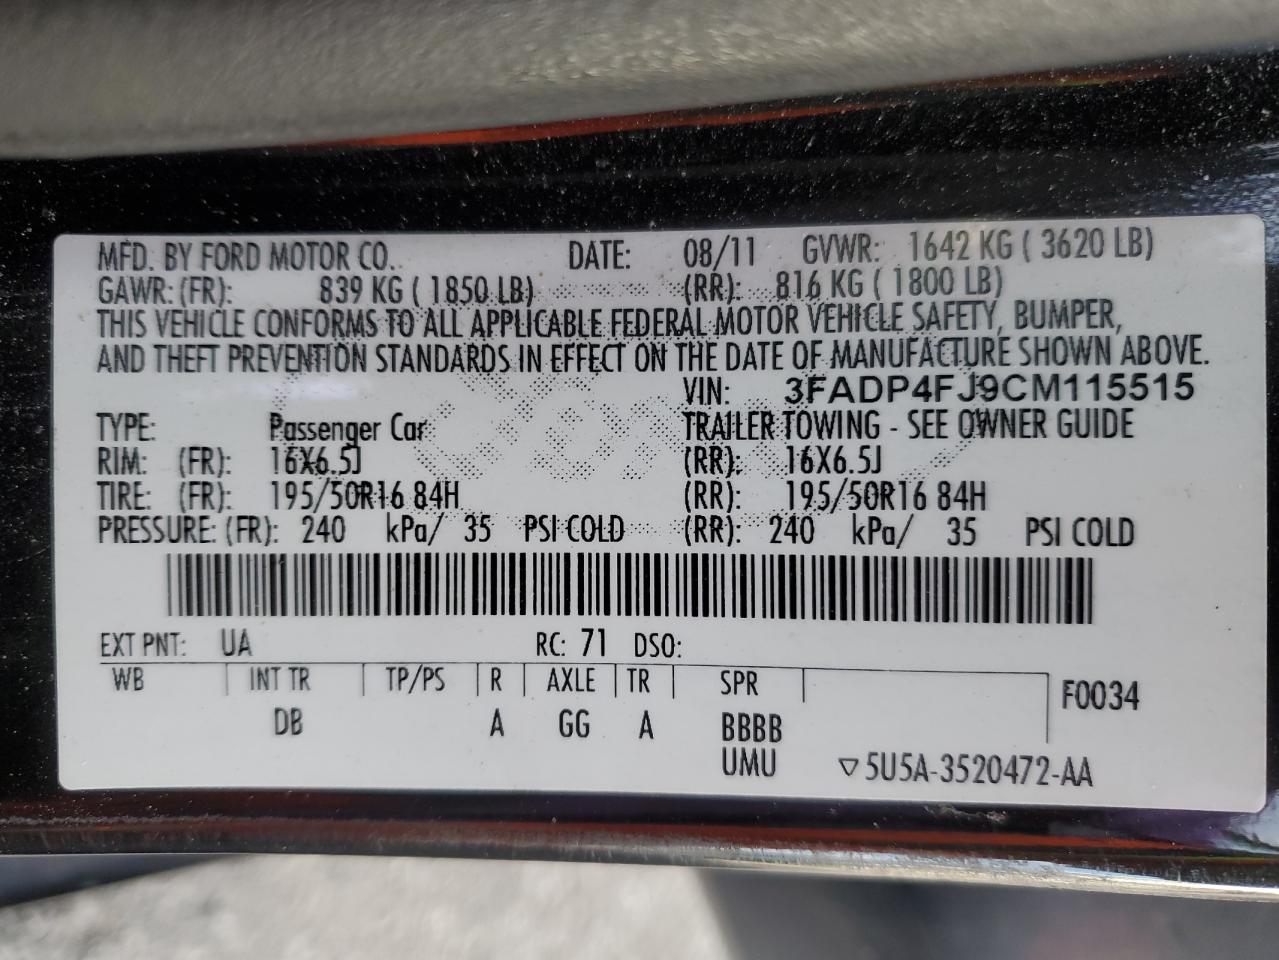 MFD. BY FORD MOTOR CO. DATE: 08/11 GVWR: 1642 KG ( 3620 LB)
GAWR: (FR): 839 KG ( 1850 LB) (RR): 816 KG ( 1800 LB)
THIS VEHICLE CONFORMS TO ALL APPLICABLE FEDERAL MOTOR VEHICLE SAFETY, BUMPER,
AND THEFT PREVENTION STANDARDS IN EFFECT ON THE DATE OF MANUFACTURE SHOWN ABOVE.
VIN: 3FADP4FJ9CM115515
TYPE: Passenger Car TRAILER TOWING - SEE OWNER GUIDE
RIM: (FR): 16X6.5J (RR): 16X6.5J
TIRE: (FR): 195/50R16 84H (RR): 195/50R16 84H
PRESSURE: (FR): 240 kPa/ 35 PSI COLD (RR): 240 kPa/ 35 PSI COLD
EXT PNT: UA RC: 71 DSO:
WB INT TR TP/PS R AXLE TR SPR F0034
DB A GG A BBBB
UMU ▽5U5A-3520472-AA